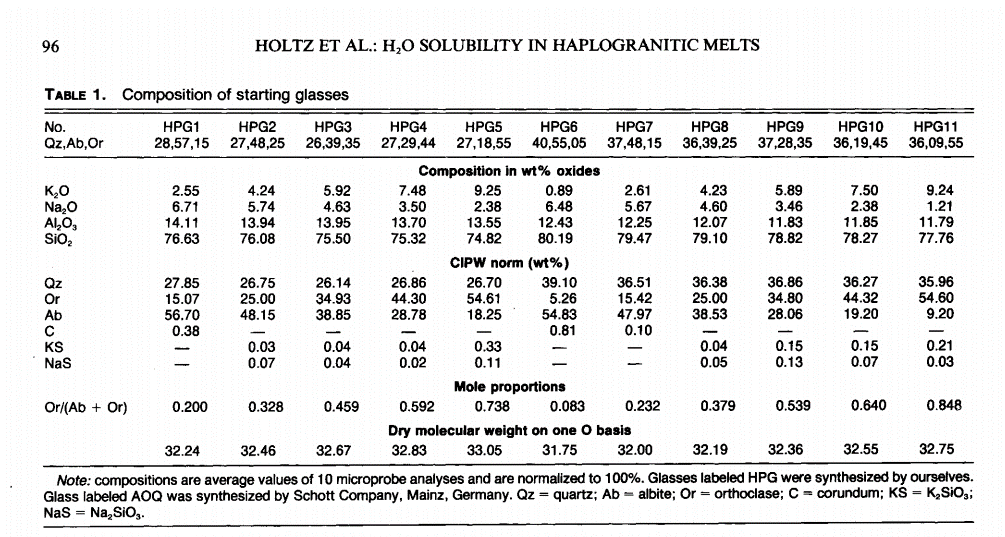 96 HOLTZ ET AL.: H₂O SOLUBILITY IN HAPLOGRANITIC MELTS
TABLE 1. Composition of starting glasses
No. HPG1 HPG2 HPG3 HPG4 HPG5 HPG6 HPG7 HPG8 HPG9 HPG10 HPG11
Qz,Ab,Or 28,57,15 27,48,25 26,39,35 27,29,44 27,18,55 40,55,05 37,48,15 36,39,25 37,28,35 36,19,45 36,09,55
Composition in wt% oxides
K₂O 2.55 4.24 5.92 7.48 9.25 0.89 2.61 4.23 5.89 7.50 9.24
Na₂O 6.71 5.74 4.63 3.50 2.38 6.48 5.67 4.60 3.46 2.38 1.21
Al₂O₃ 14.11 13.94 13.95 13.70 13.55 12.43 12.25 12.07 11.83 11.85 11.79
SiO₂ 76.63 76.08 75.50 75.32 74.82 80.19 79.47 79.10 78.82 78.27 77.76
CIPW norm (wt%)
Qz 27.85 26.75 26.14 26.86 26.70 39.10 36.51 36.38 36.86 36.27 35.96
Or 15.07 25.00 34.93 44.30 54.61 5.26 15.42 25.00 34.80 44.32 54.60
Ab 56.70 48.15 38.85 28.78 18.25 54.83 47.97 38.53 28.06 19.20 9.20
C 0.38 — — — — 0.81 0.10 — — — —
KS — 0.03 0.04 0.04 0.33 — — 0.04 0.15 0.15 0.21
NaS — 0.07 0.04 0.02 0.11 — — 0.05 0.13 0.07 0.03
Mole proportions
Or/(Ab + Or) 0.200 0.328 0.459 0.592 0.738 0.083 0.232 0.379 0.539 0.640 0.848
Dry molecular weight on one O basis
32.24 32.46 32.67 32.83 33.05 31.75 32.00 32.19 32.36 32.55 32.75
Note: compositions are average values of 10 microprobe analyses and are normalized to 100%. Glasses labeled HPG were synthesized by ourselves.
Glass labeled AOQ was synthesized by Schott Company, Mainz, Germany. Qz = quartz; Ab = albite; Or = orthoclase; C = corundum; KS = K₂SiO₃;
NaS = Na₂SiO₃.